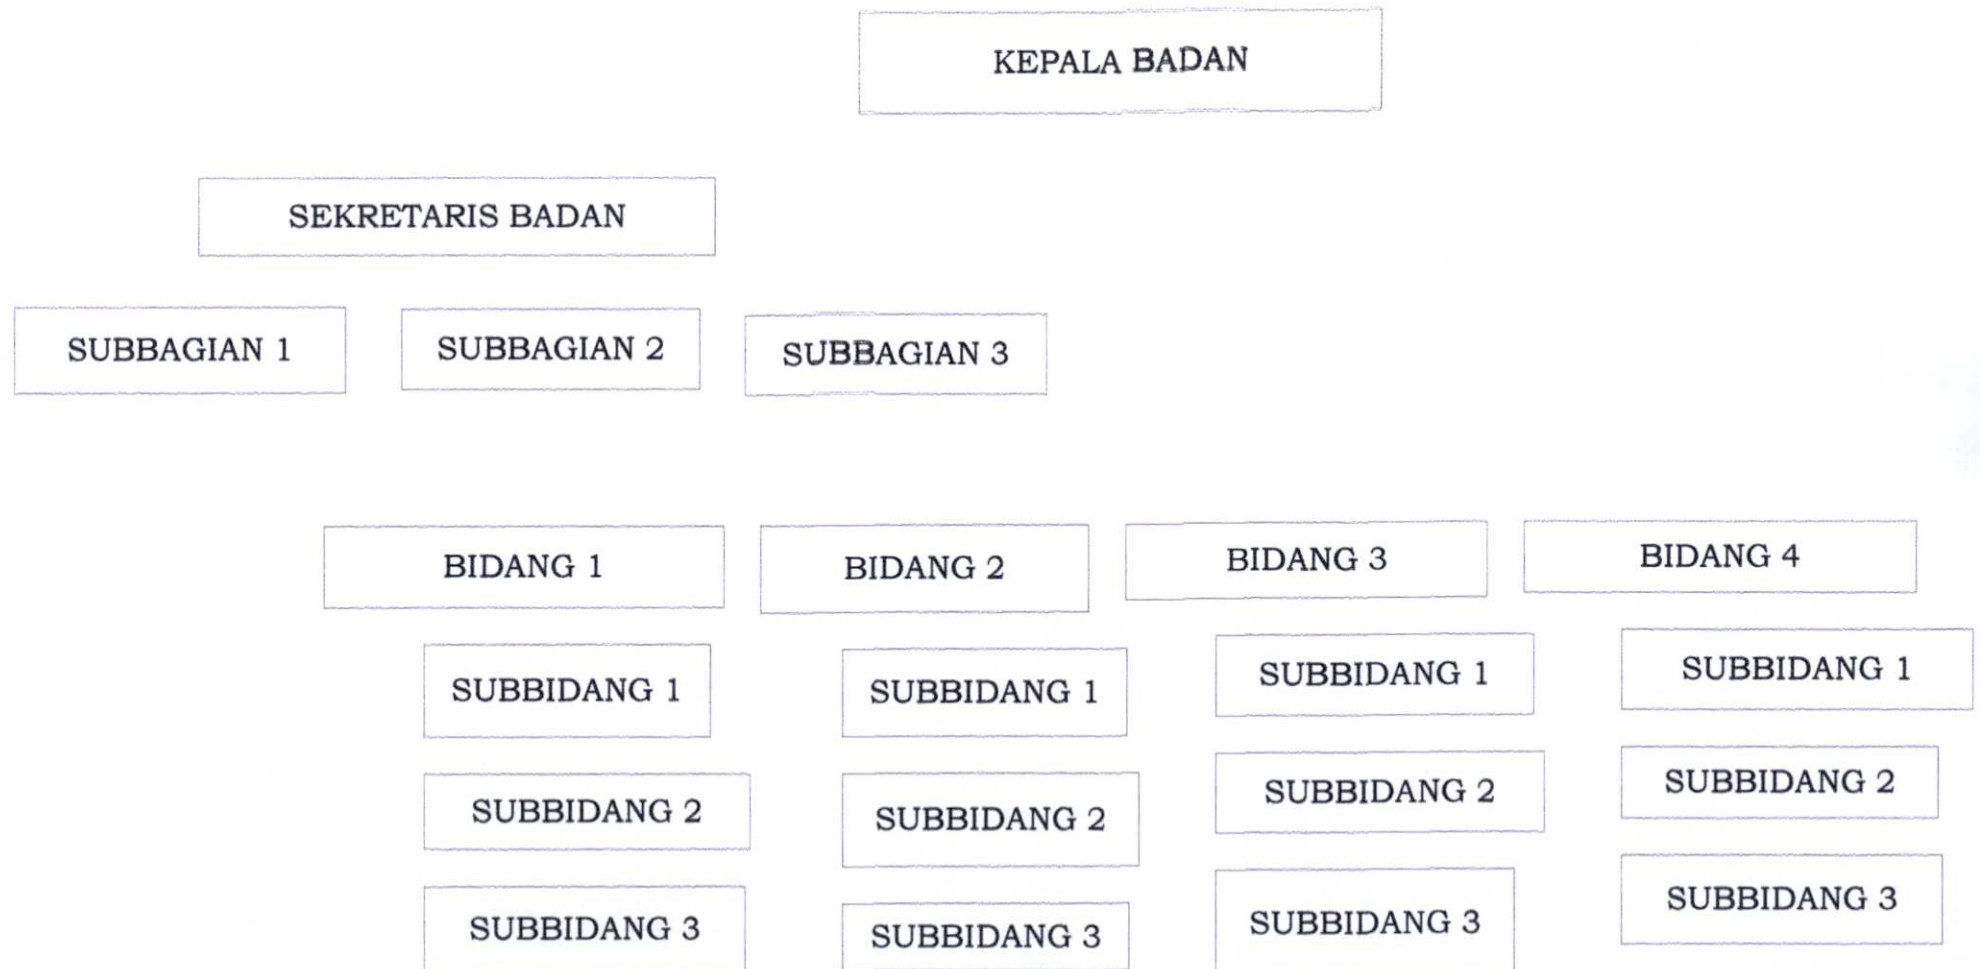 KEPALA BADAN
SEKRETARIS BADAN
SUBBAGIAN 1
SUBBAGIAN 2
SUBBAGIAN 3
BIDANG 1
BIDANG 2
BIDANG 3
BIDANG 4
SUBBIDANG 1
SUBBIDANG 1
SUBBIDANG 1
SUBBIDANG 1
SUBBIDANG 2
SUBBIDANG 2
SUBBIDANG 2
SUBBIDANG 2
SUBBIDANG 3
SUBBIDANG 3
SUBBIDANG 3
SUBBIDANG 3